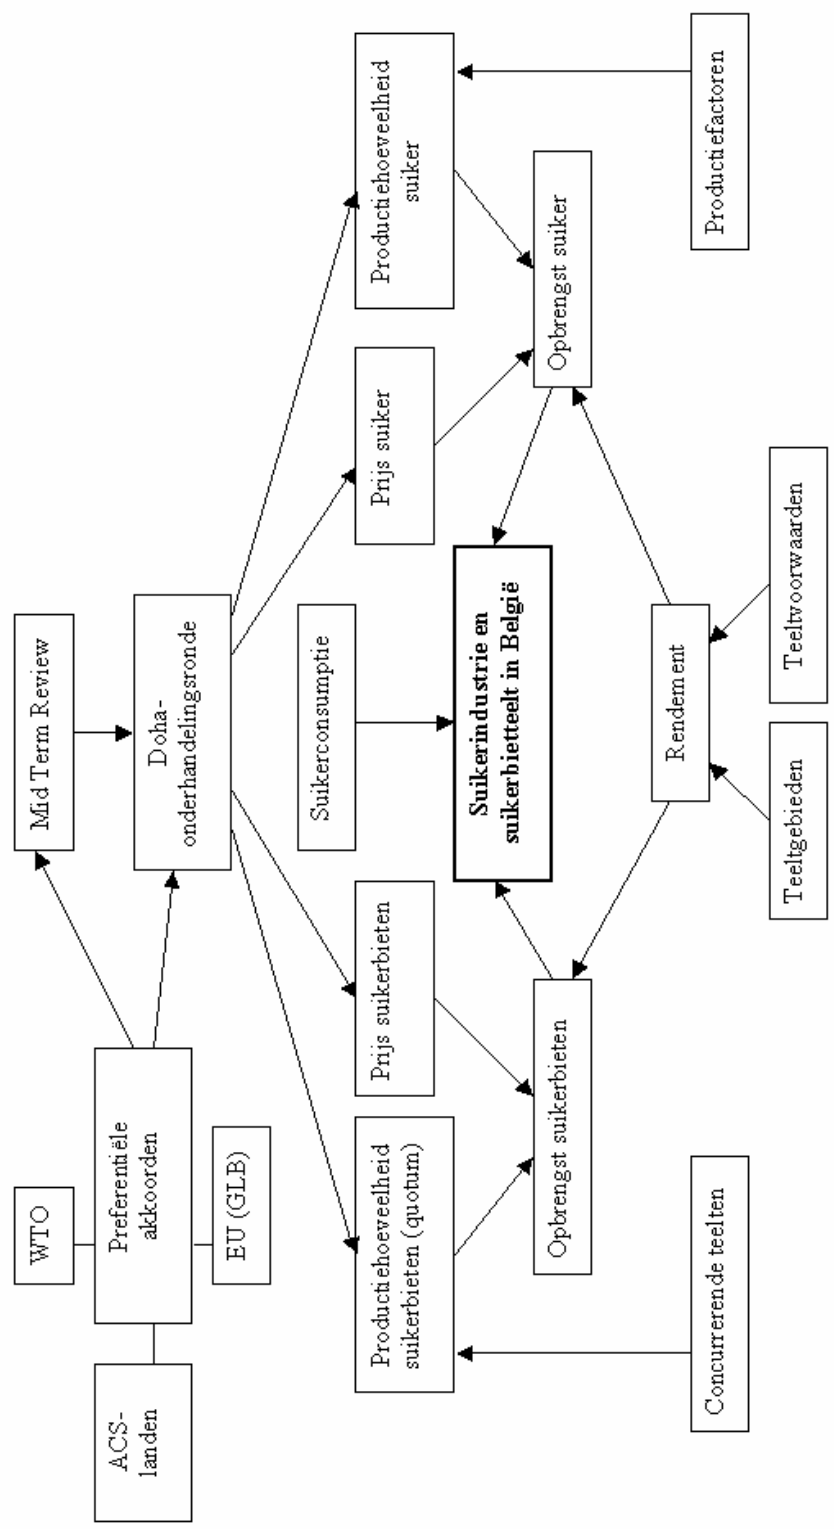 WTO
Mid Term Review
ACS-
landen
Preferentiële
akkoorden
Doha-
onderhandelingsronde
EU (GLB)
Suikerconsumptie
Productiehoeveelheid
suikerbieten (quotum)
Prijs suikerbieten
Prijs suiker
Productiehoeveelheid
suiker
Suikerindustrie en
suikerbietteelt in België
Opbrengst suikerbieten
Opbrengst suiker
Concurrerende teelten
Rendement
Productiefactoren
Teeltgebieden
Teeltvoorwaarden